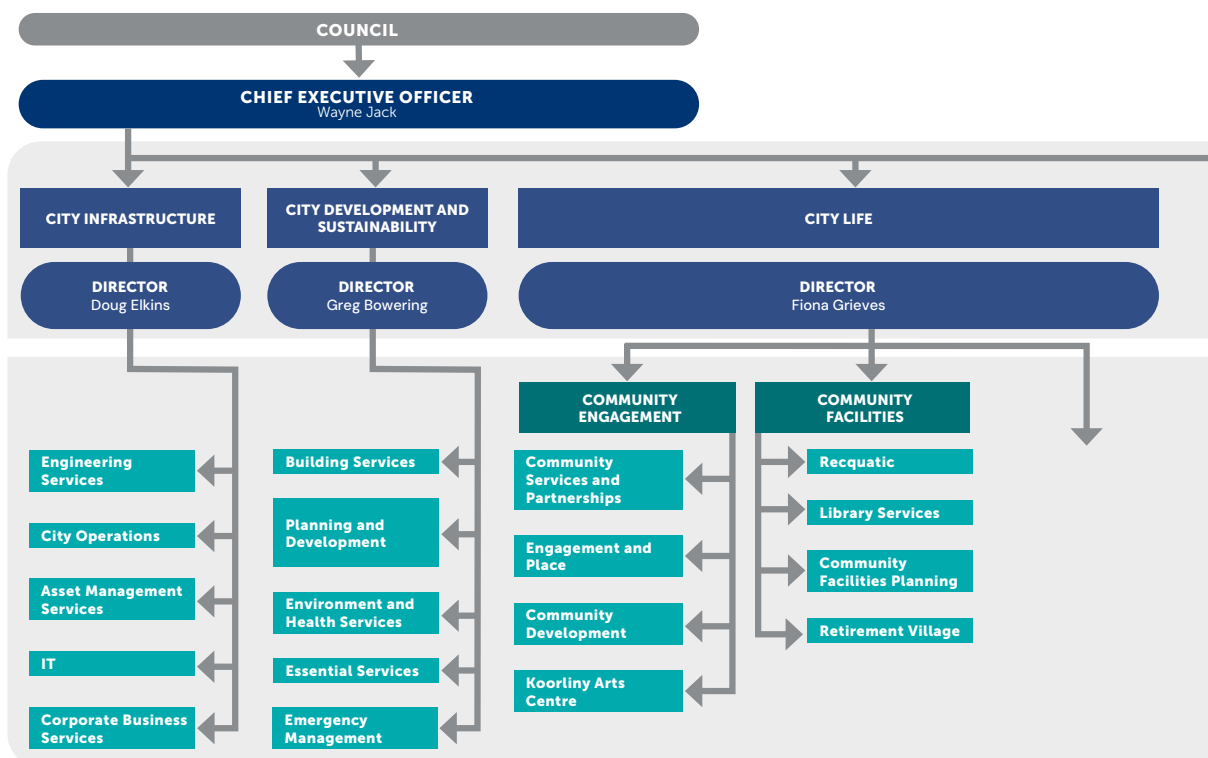 COUNCIL
CHIEF EXECUTIVE OFFICER
Wayne Jack
CITY INFRASTRUCTURE
DIRECTOR
Doug Elkins
Engineering
Services
City Operations
Asset Management
Services
IT
Corporate Business
Services
CITY DEVELOPMENT AND
SUSTAINABILITY
DIRECTOR
Greg Bowering
Building Services
Planning and
Development
Environment and
Health Services
Essential Services
Emergency
Management
CITY LIFE
DIRECTOR
Fiona Grieves
COMMUNITY
ENGAGEMENT
Community
Services and
Partnerships
Engagement and
Place
Community
Development
Koorliny Arts
Centre
COMMUNITY
FACILITIES
Recquatic
Library Services
Community
Facilities Planning
Retirement Village